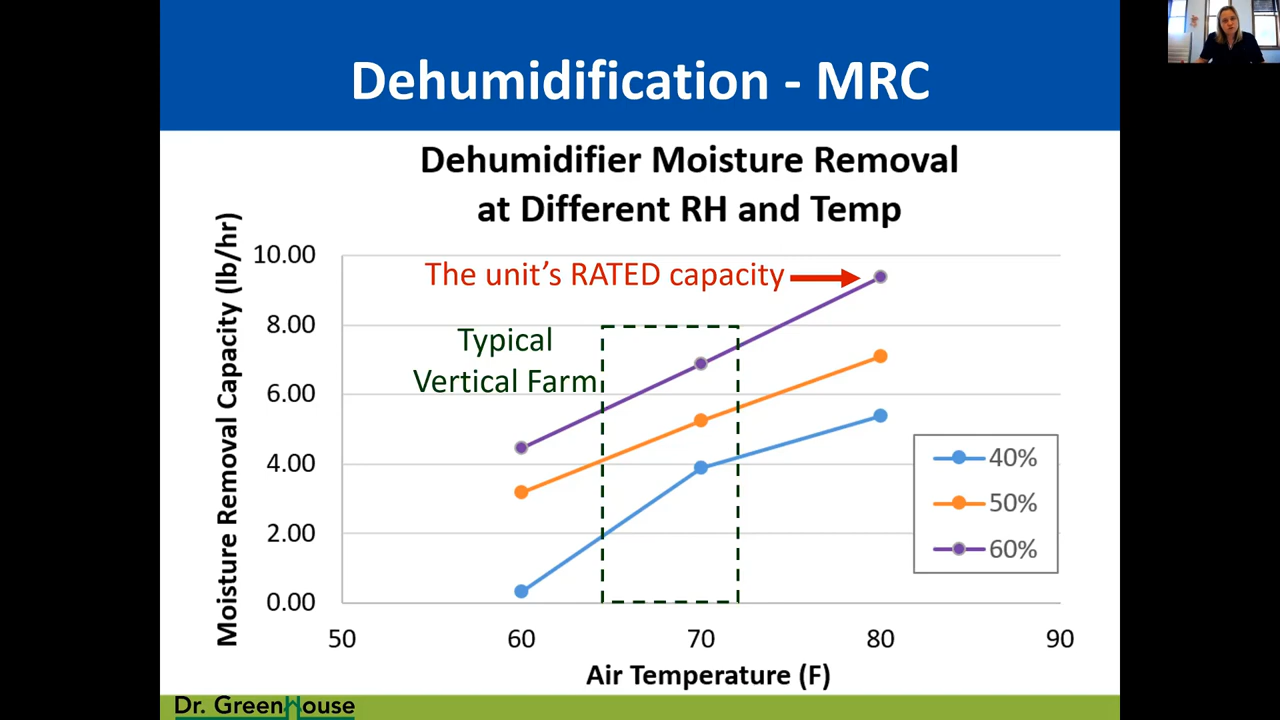 Dehumidification - MRC
Dehumidifier Moisture Removal
at Different RH and Temp
Moisture Removal Capacity (lb/hr)
10.00
8.00
6.00
4.00
2.00
0.00
The unit's RATED capacity
Typical
Vertical Farm
40%
50%
60%
50
60
70
80
90
Air Temperature (F)
Dr. GreenHouse